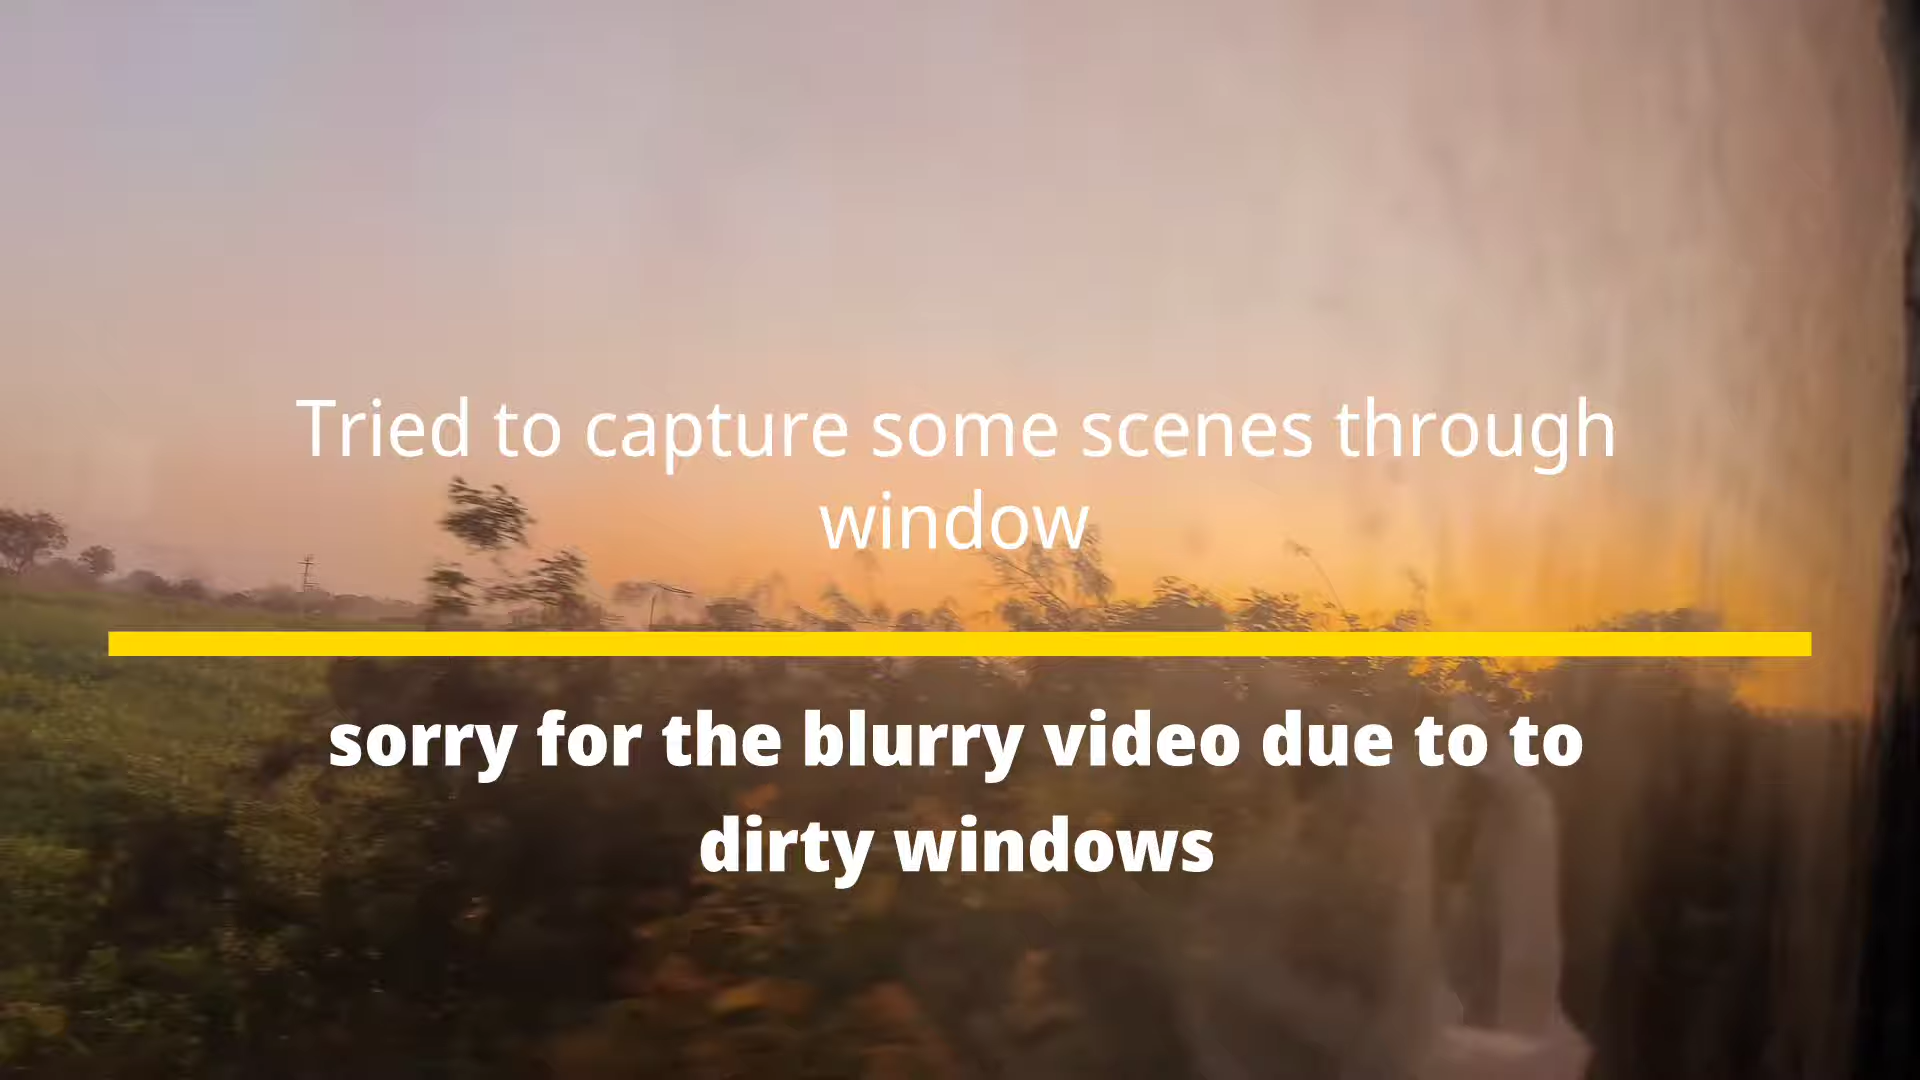 Tried to capture some scenes through
window
sorry for the blurry video due to to
dirty windows